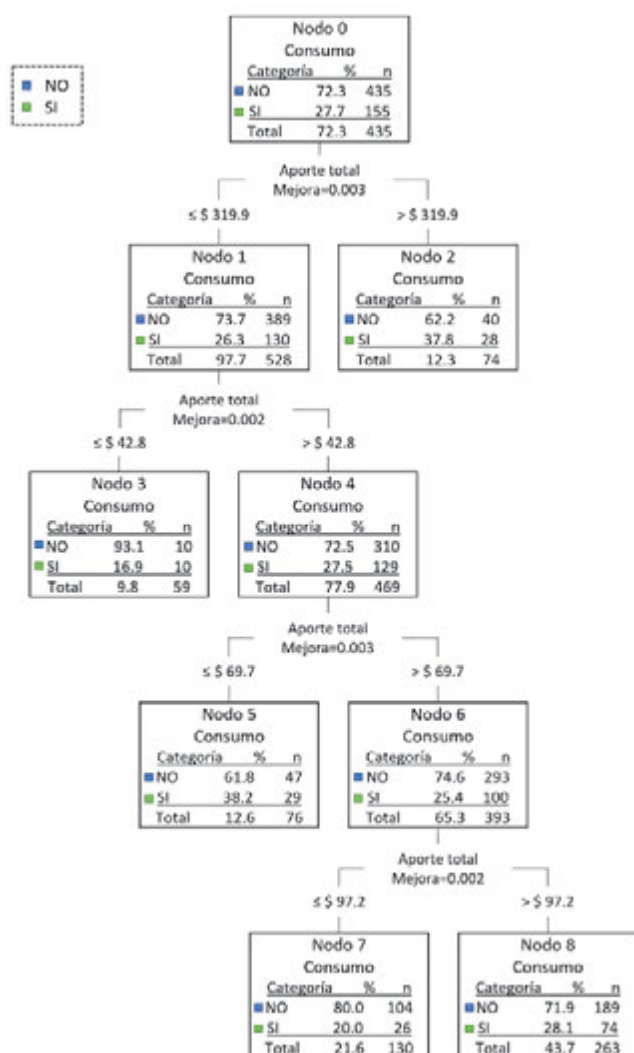 NO
SI
Nodo 0
Consumo
Categoría % n
NO 72.3 435
SI 27.7 155
Total 72.3 435
Aporte total
Mejora=0.003
≤ $ 319.9 > $ 319.9
Nodo 1
Consumo
Categoría % n
NO 73.7 389
SI 26.3 130
Total 97.7 528
Nodo 2
Consumo
Categoría % n
NO 62.2 40
SI 37.8 28
Total 12.3 74
Aporte total
Mejora=0.002
≤ $ 42.8 > $ 42.8
Nodo 3
Consumo
Categoría % n
NO 93.1 10
SI 16.9 10
Total 9.8 59
Nodo 4
Consumo
Categoría % n
NO 72.5 310
SI 27.5 129
Total 77.9 469
Aporte total
Mejora=0.003
≤ $ 69.7 > $ 69.7
Nodo 5
Consumo
Categoría % n
NO 61.8 47
SI 38.2 29
Total 12.6 76
Nodo 6
Consumo
Categoría % n
NO 74.6 293
SI 25.4 100
Total 65.3 393
Aporte total
Mejora=0.002
≤ $ 97.2 > $ 97.2
Nodo 7
Consumo
Categoría % n
NO 80.0 104
SI 20.0 26
Total 21.6 130
Nodo 8
Consumo
Categoría % n
NO 71.9 189
SI 28.1 74
Total 43.7 263